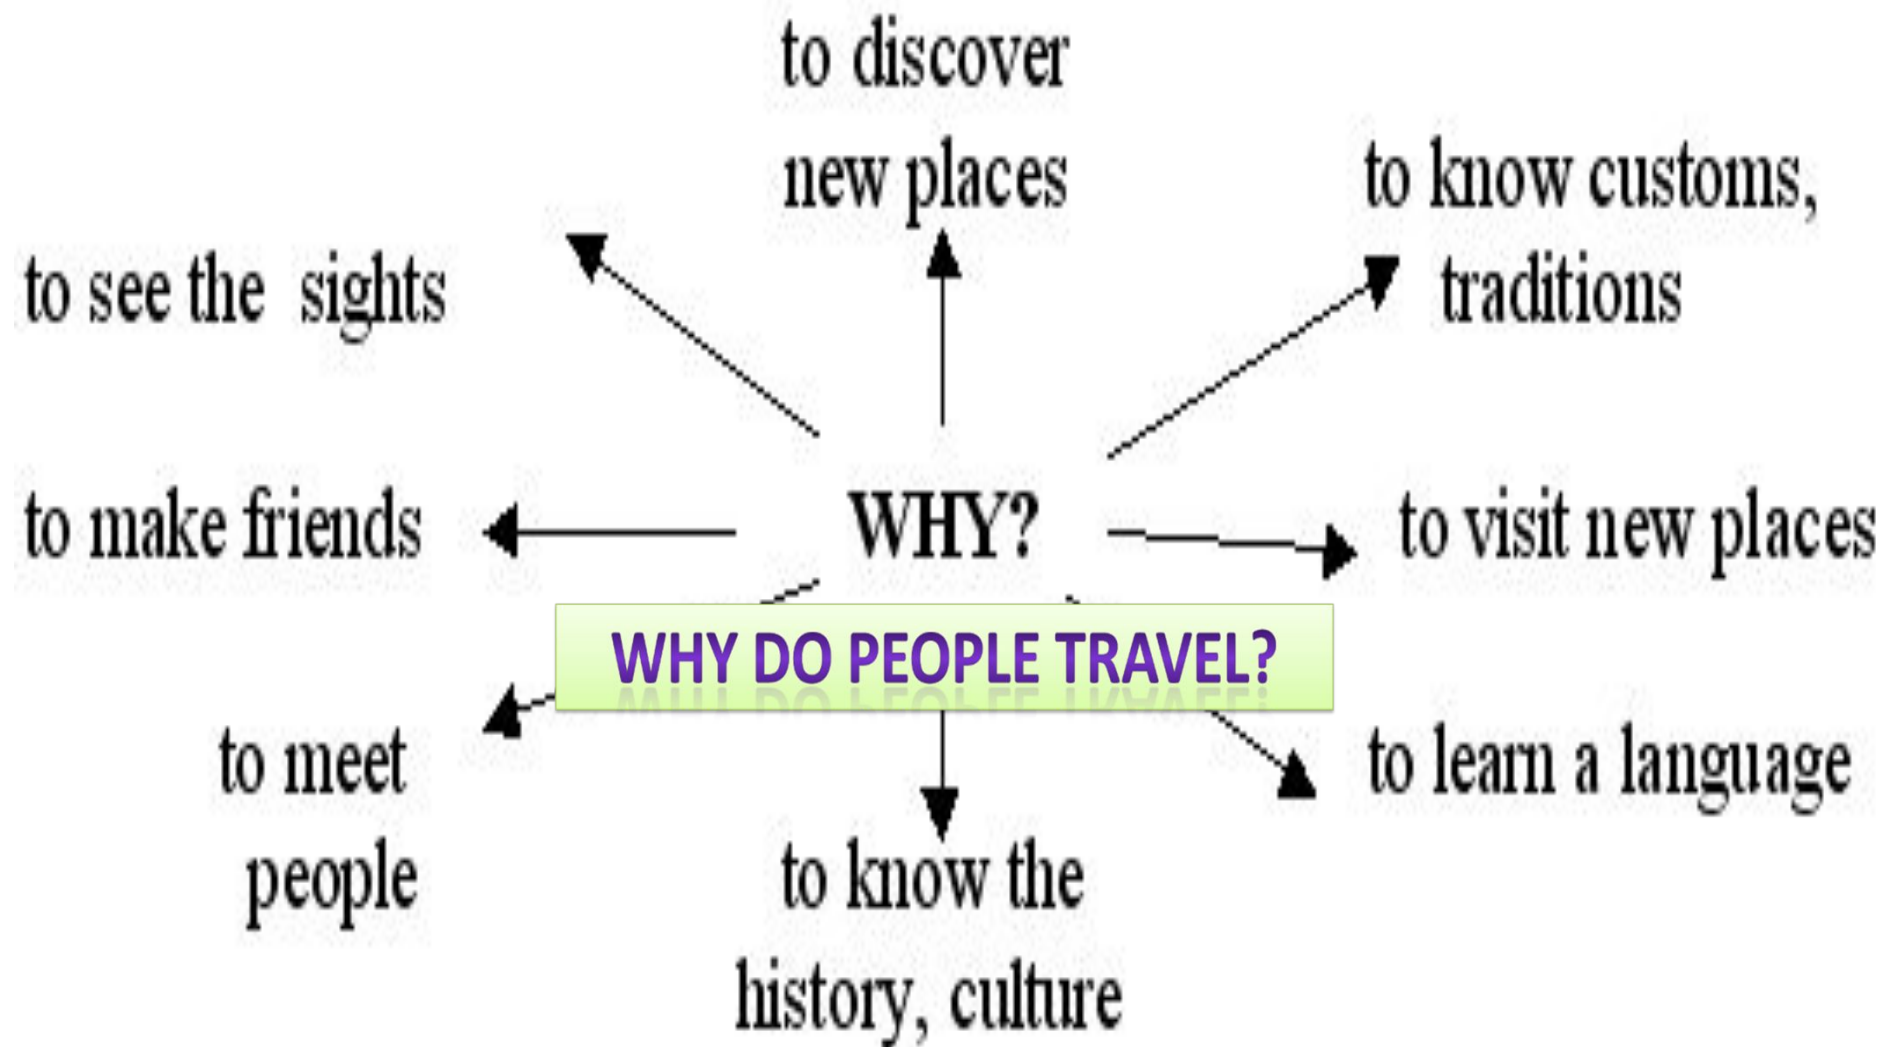 to discover
new places
to know customs,
traditions
to see the sights
to make friends
WHY?
to visit new places
WHY DO PEOPLE TRAVEL?
to meet
people
to learn a language
to know the
history, culture